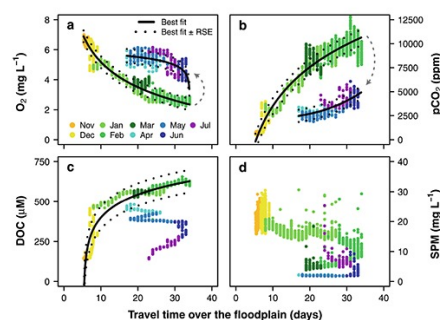 a
Best fit
Best fit ± RSE
O₂ (mg L⁻¹)
8
6
4
2
0
Nov Jan Mar May Jul
Dec Feb Apr Jun
b
pCO₂ (ppm)
12500
10000
7500
5000
2500
0
c
DOC (µM)
750
500
250
0
d
SPM (mg L⁻¹)
40
30
20
10
0
0 10 20 30 40
0 10 20 30 40
Travel time over the floodplain (days)